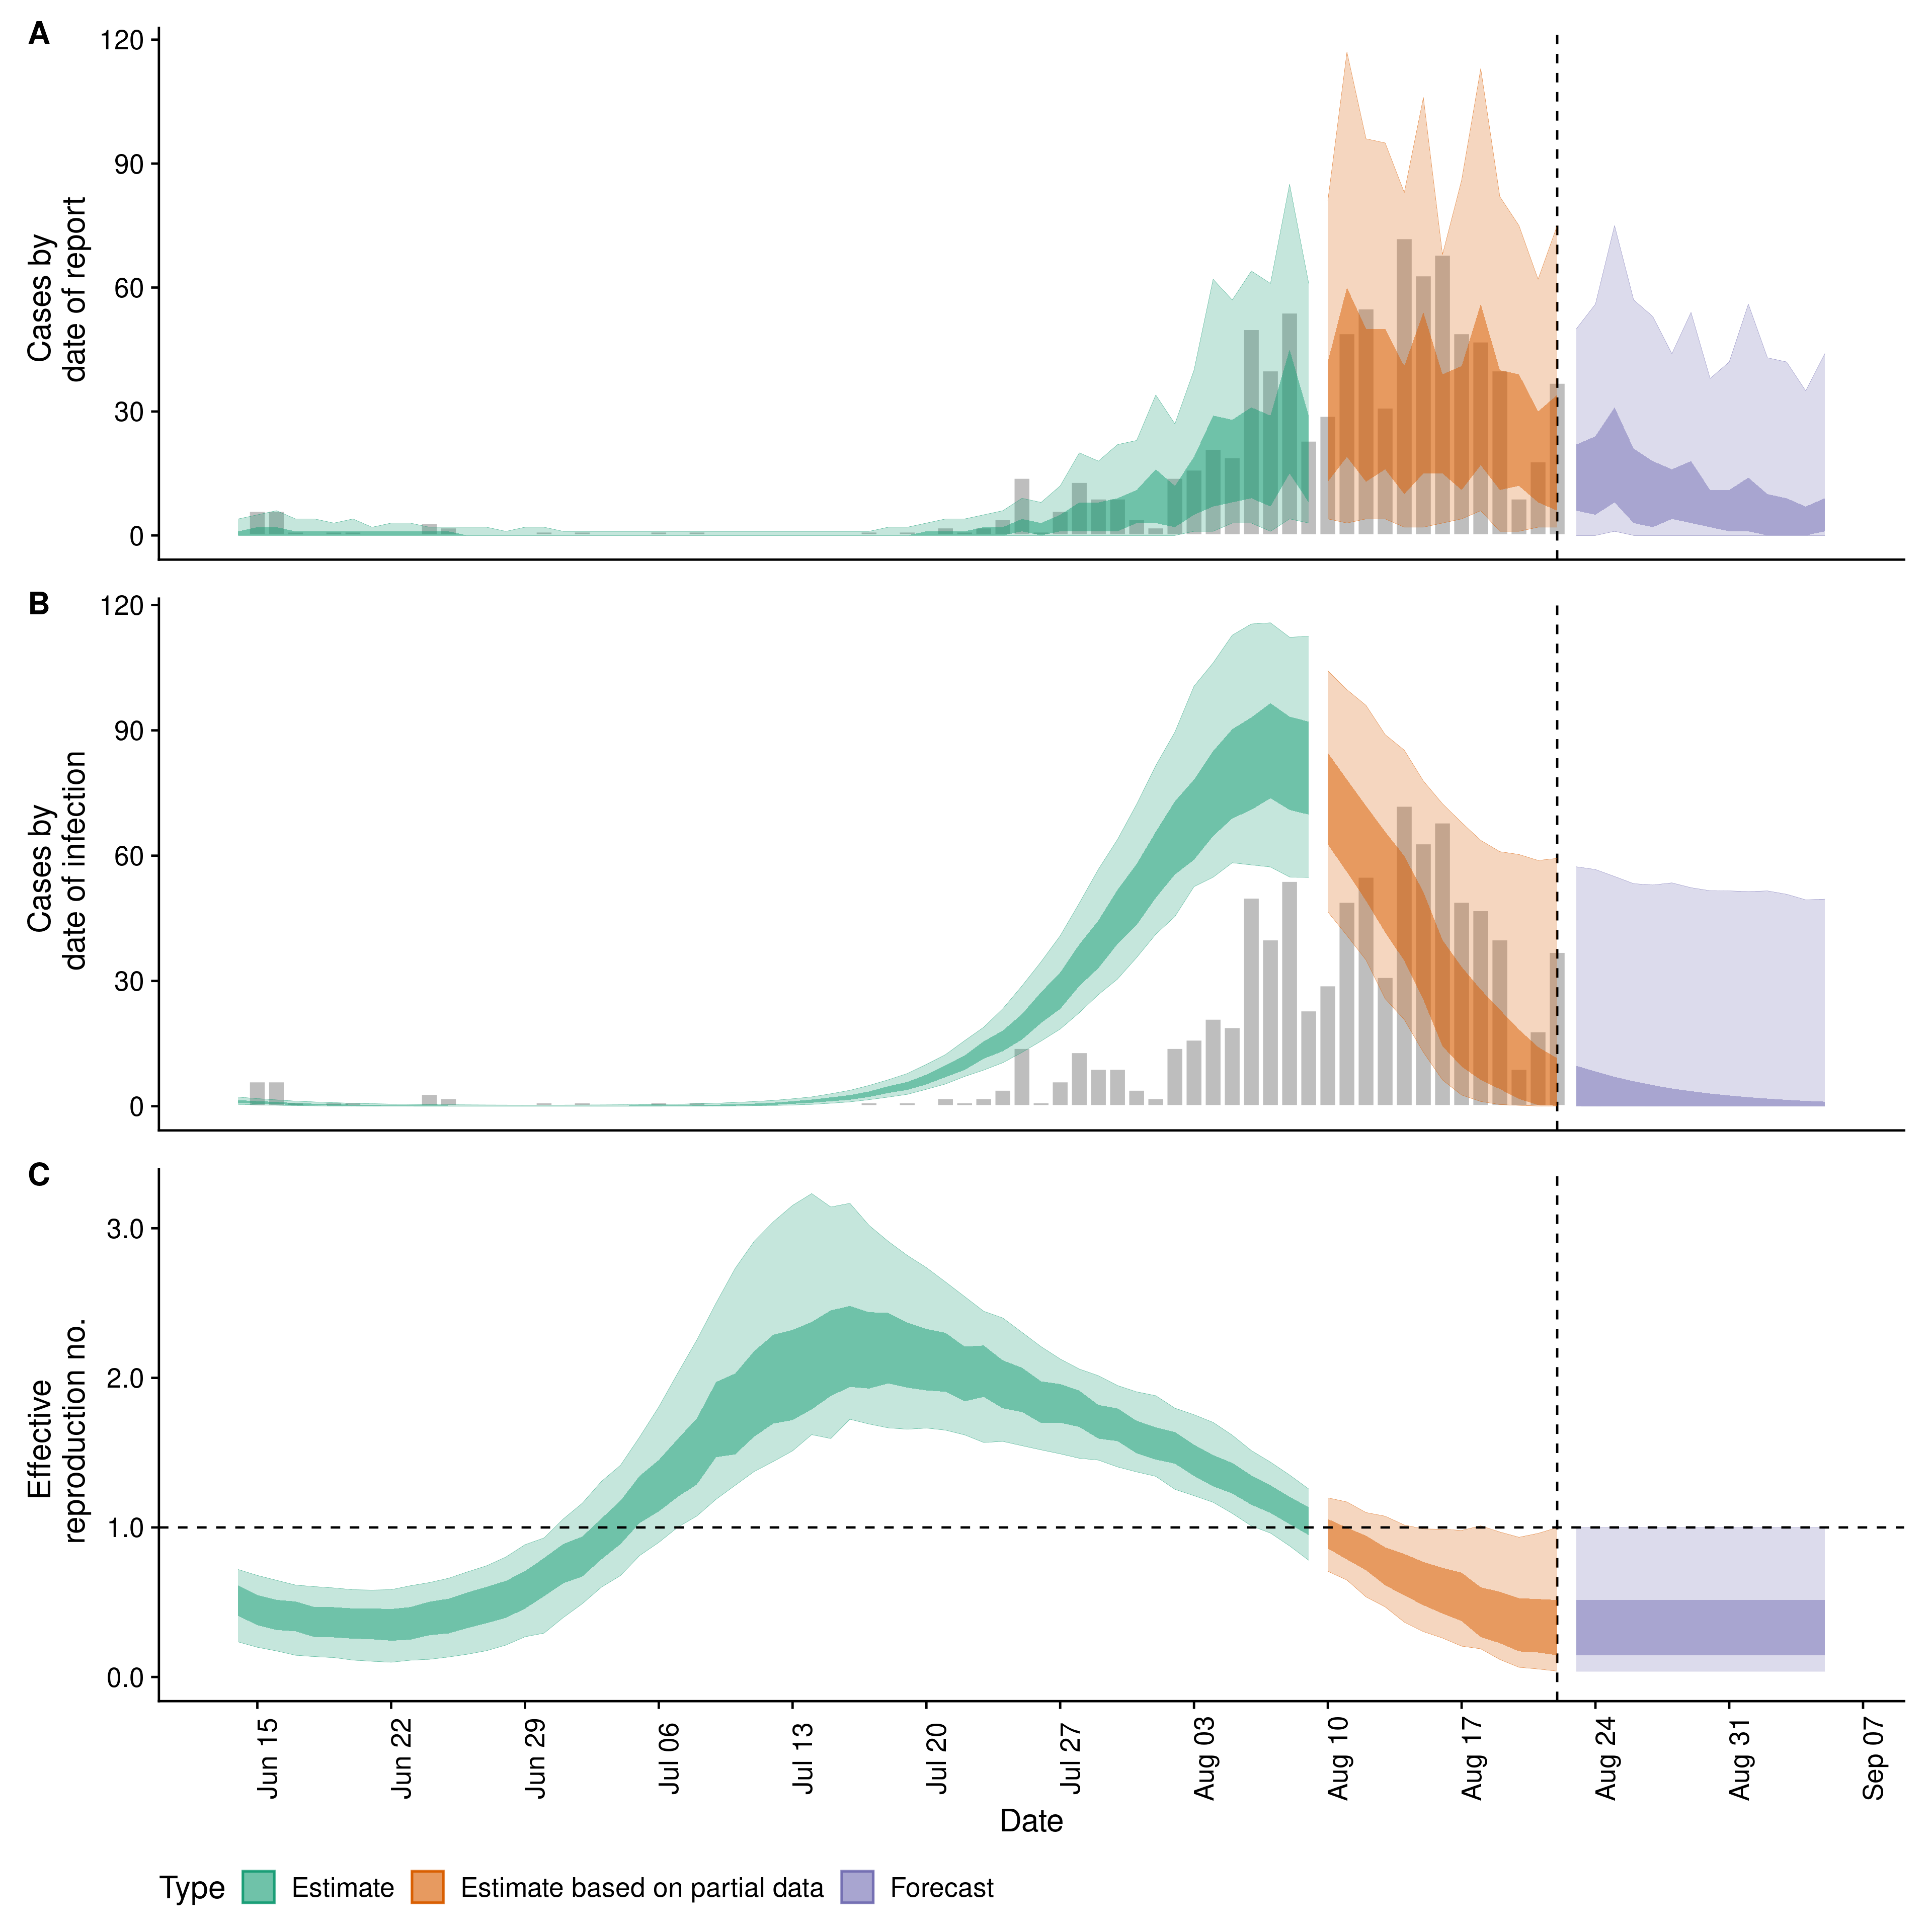 A
120
90
60
30
0
Cases by
date of report
B
120
90
60
30
0
Cases by
date of infection
C
3.0
2.0
1.0
0.0
Effective
reproduction no.
Jun 15
Jun 22
Jun 29
Jul 06
Jul 13
Jul 20
Jul 27
Aug 03
Aug 10
Aug 17
Aug 24
Aug 31
Sep 07
Date
Type Estimate Estimate based on partial data Forecast